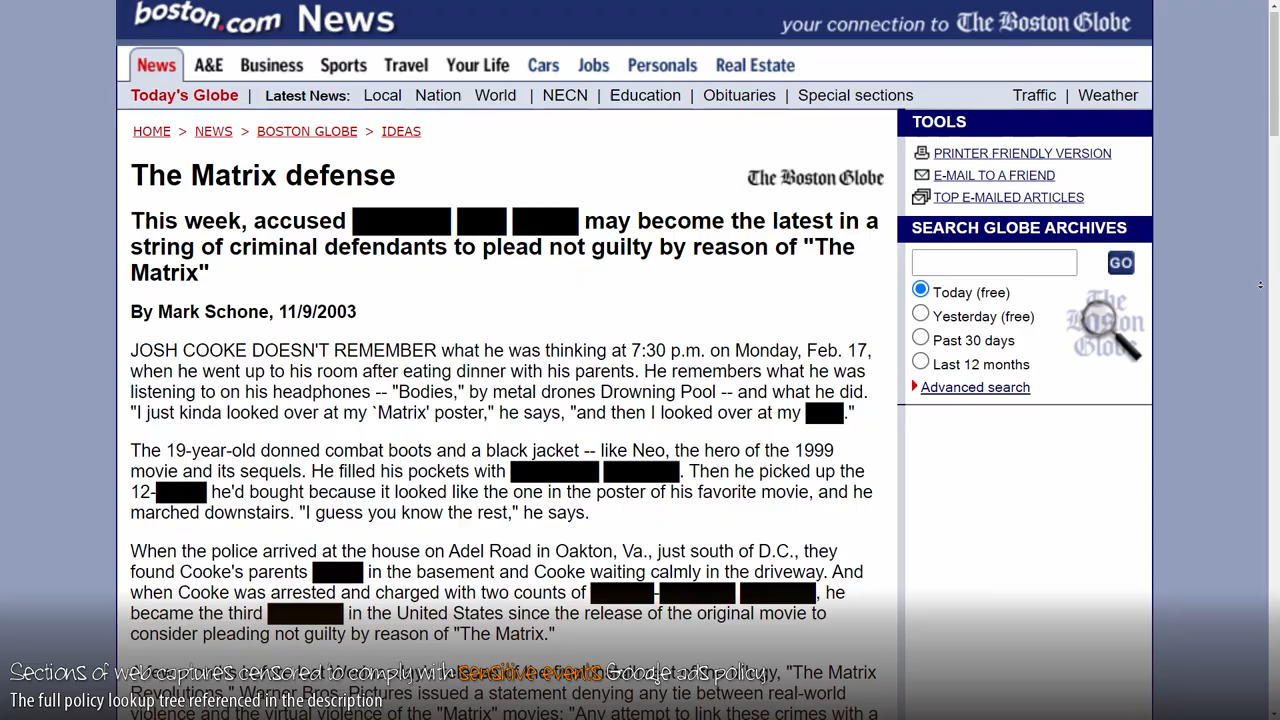 boston.com News
your connection to The Boston Globe
News A&E Business Sports Travel Your Life Cars Jobs Personals Real Estate
Today's Globe | Latest News: Local Nation World | NECN | Education | Obituaries | Special sections Traffic | Weather
HOME > NEWS > BOSTON GLOBE > IDEAS
The Matrix defense
The Boston Globe
This week, accused may become the latest in a
string of criminal defendants to plead not guilty by reason of "The
Matrix"
By Mark Schone, 11/9/2003
JOSH COOKE DOESN'T REMEMBER what he was thinking at 7:30 p.m. on Monday, Feb. 17,
when he went up to his room after eating dinner with his parents. He remembers what he was
listening to on his headphones -- "Bodies," by metal drones Drowning Pool -- and what he did.
"I just kinda looked over at my `Matrix' poster," he says, "and then I looked over at my ."
The 19-year-old donned combat boots and a black jacket -- like Neo, the hero of the 1999
movie and its sequels. He filled his pockets with . Then he picked up the
12- he'd bought because it looked like the one in the poster of his favorite movie, and he
marched downstairs. "I guess you know the rest," he says.
When the police arrived at the house on Adel Road in Oakton, Va., just south of D.C., they
found Cooke's parents in the basement and Cooke waiting calmly in the driveway. And
when Cooke was arrested and charged with two counts of - , he
became the third in the United States since the release of the original movie to
consider pleading not guilty by reason of "The Matrix."
"The Matrix
Revolutions," Warner Bros. Pictures issued a statement denying any tie between real-world
violence and the virtual violence of the "Matrix" movies: "Any attempt to link these crimes with a
TOOLS
PRINTER FRIENDLY VERSION
E-MAIL TO A FRIEND
TOP E-MAILED ARTICLES
SEARCH GLOBE ARCHIVES
GO
Today (free)
Yesterday (free)
Past 30 days
Last 12 months
Advanced search
The Boston Globe
Sections of web captures censored to comply with sensitive events Google ads policy.
The full policy lookup tree referenced in the description